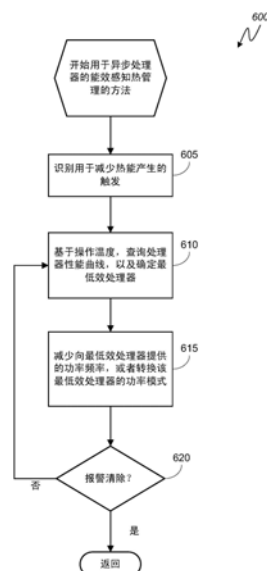 600
开始用于异步处理
器的能效感知热管
理的方法
605
识别用于减少热能产生的
触发
610
基于操作温度，查询处理
器性能曲线，以及确定最
低效处理器
615
减少向最低效处理器提供
的功率频率，或者转换该
最低效处理器的功率模式
620
报警清除？
否
是
返回